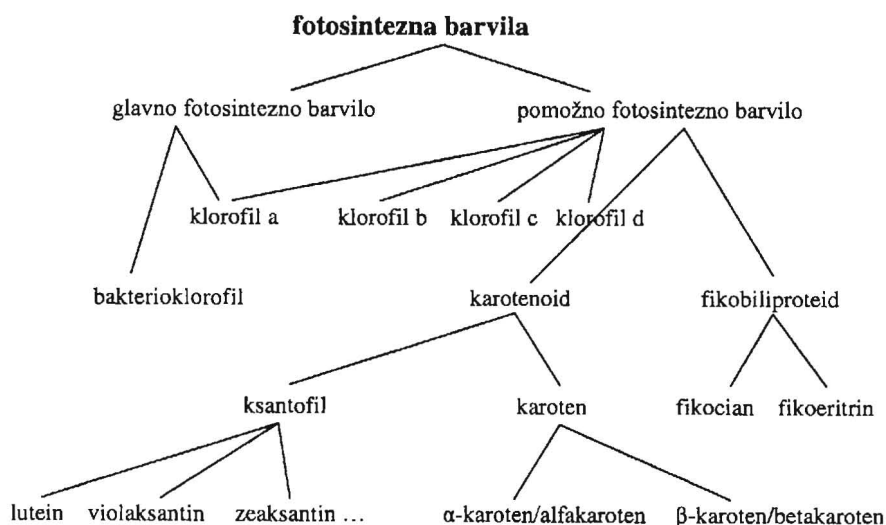 fotosintezna barvila
glavno fotosintezno barvilo pomožno fotosintezno barvilo
klorofil a klorofil b klorofil c klorofil d
bakterioklorofil karotenoid fikobiliproteid
ksantofil karoten fikocian fikoeritrin
lutein violaksantin zeaksantin ... α-karoten/alfakaroten β-karoten/betakaroten